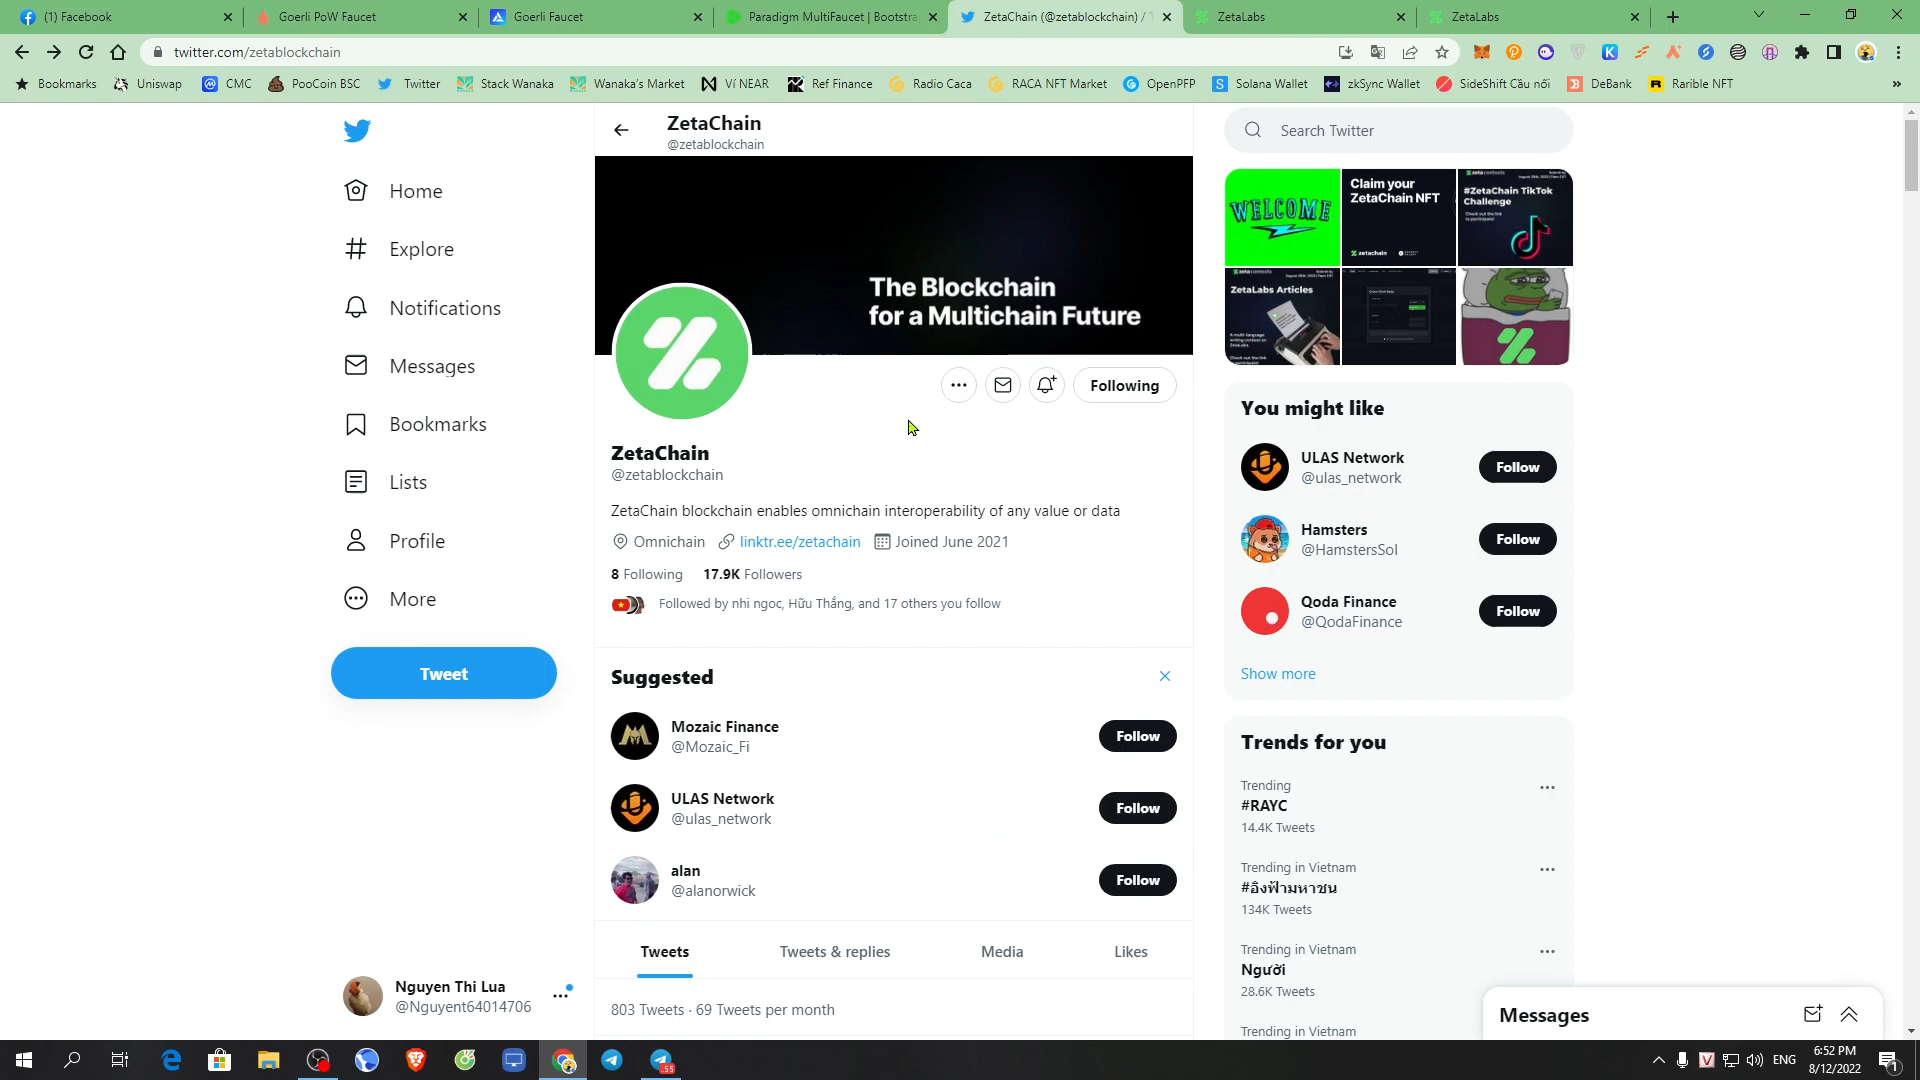 (1) Facebook
Goerli PoW Faucet
Goerli Faucet
Paradigm MultiFaucet | Bootstra
ZetaChain (@zetablockchain) / T
ZetaLabs
ZetaLabs
twitter.com/zetablockchain
Bookmarks
Uniswap
CMC
PooCoin BSC
Twitter
Stack Wanaka
Wanaka's Market
Ví NEAR
Ref Finance
Radio Caca
RACA NFT Market
OpenPFP
Solana Wallet
zkSync Wallet
SideShift Cầu nối
DeBank
Rarible NFT
Home
Explore
Notifications
Messages
Bookmarks
Lists
Profile
More
Tweet
Nguyen Thi Lua
@Nguyent64014706
ZetaChain
@zetablockchain
The Blockchain
for a Multichain Future
Following
ZetaChain
@zetablockchain
ZetaChain blockchain enables omnichain interoperability of any value or data
Omnichain linktr.ee/zetachain Joined June 2021
8 Following 17.9K Followers
Followed by nhi ngoc, Hữu Thắng, and 17 others you follow
Suggested
Mozaic Finance
@Mozaic_Fi
Follow
ULAS Network
@ulas_network
Follow
alan
@alanorwick
Follow
Tweets
Tweets & replies
Media
Likes
803 Tweets · 69 Tweets per month
Search Twitter
WELCOME
Claim your
ZetaChain NFT
zetachain
#ZetaChain TikTok
Challenge
ZetaLabs Articles
You might like
ULAS Network
@ulas_network
Follow
Hamsters
@HamstersSol
Follow
Qoda Finance
@QodaFinance
Follow
Show more
Trends for you
Trending
#RAYC
14.4K Tweets
Trending in Vietnam
#อิงฟ้ามหาชน
134K Tweets
Trending in Vietnam
Người
28.6K Tweets
Trending in Vietnam
Messages
ENG
6:52 PM
8/12/2022